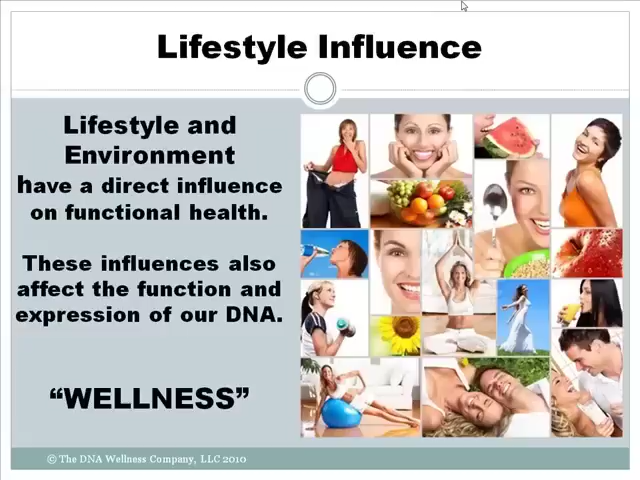 Lifestyle Influence
Lifestyle and
Environment
have a direct influence
on functional health.
These influences also
affect the function and
expression of our DNA.
“WELLNESS”
© The DNA Wellness Company, LLC 2010